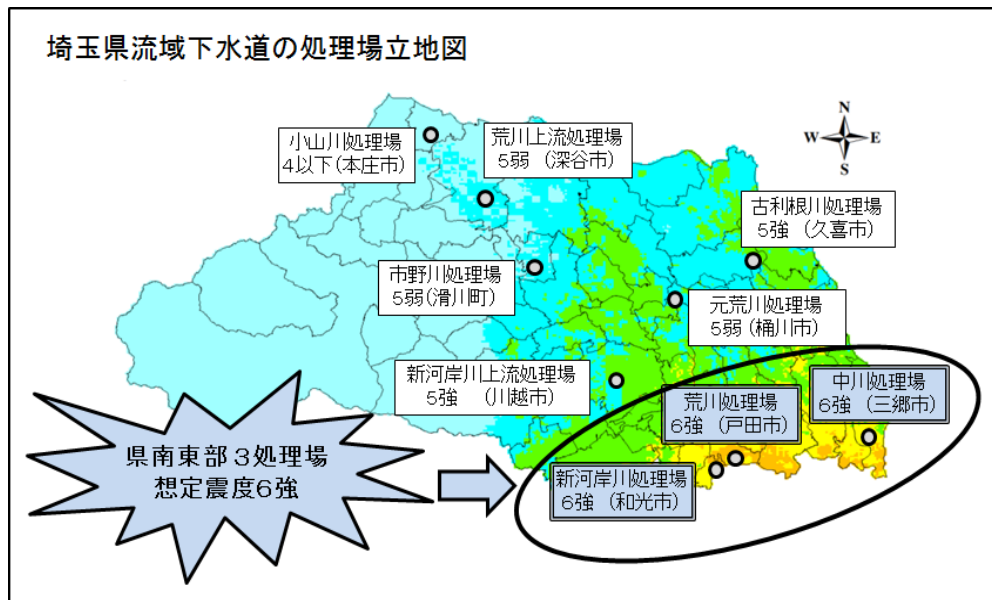 埼玉県流域下水道の処理場立地図
N
W
E
S
小山川処理場
4以下(本庄市)
荒川上流処理場
5弱 (深谷市)
古利根川処理場
5強 (久喜市)
市野川処理場
5弱(滑川町)
元荒川処理場
5弱(桶川市)
新河岸川上流処理場
5強 (川越市)
荒川処理場
6強 (戸田市)
中川処理場
6強 (三郷市)
新河岸川処理場
6強 (和光市)
県南東部3処理場
想定震度6強